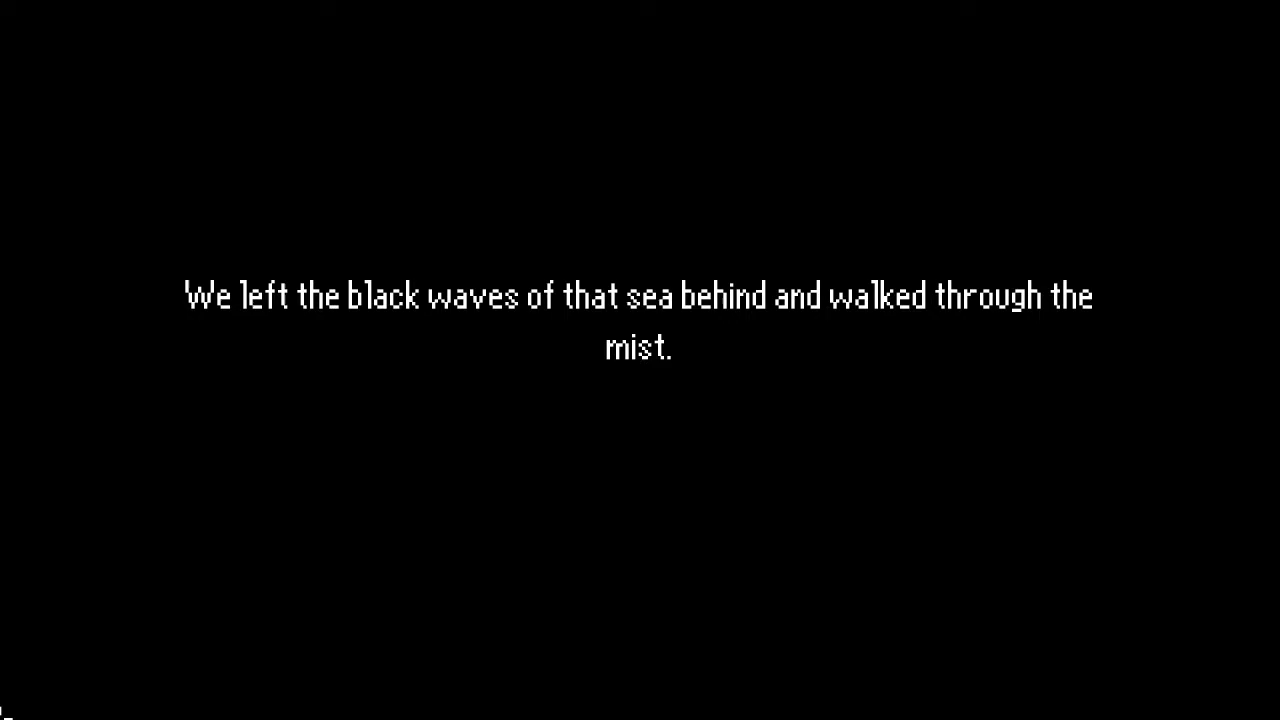 We left the black waves of that sea behind and walked through the
mist.